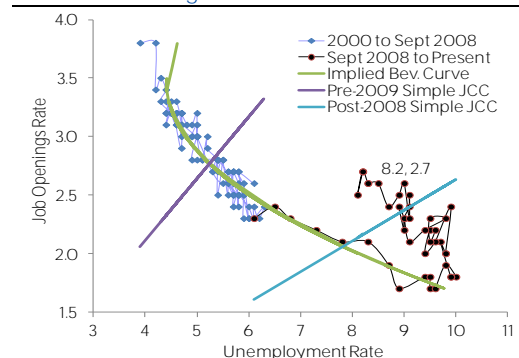 4.0
2000 to Sept 2008
Sept 2008 to Present
Implied Bev. Curve
Pre-2009 Simple JCC
Post-2008 Simple JCC
3.5
3.0
8.2, 2.7
2.5
2.0
1.5
Job Openings Rate
3 4 5 6 7 8 9 10 11
Unemployment Rate